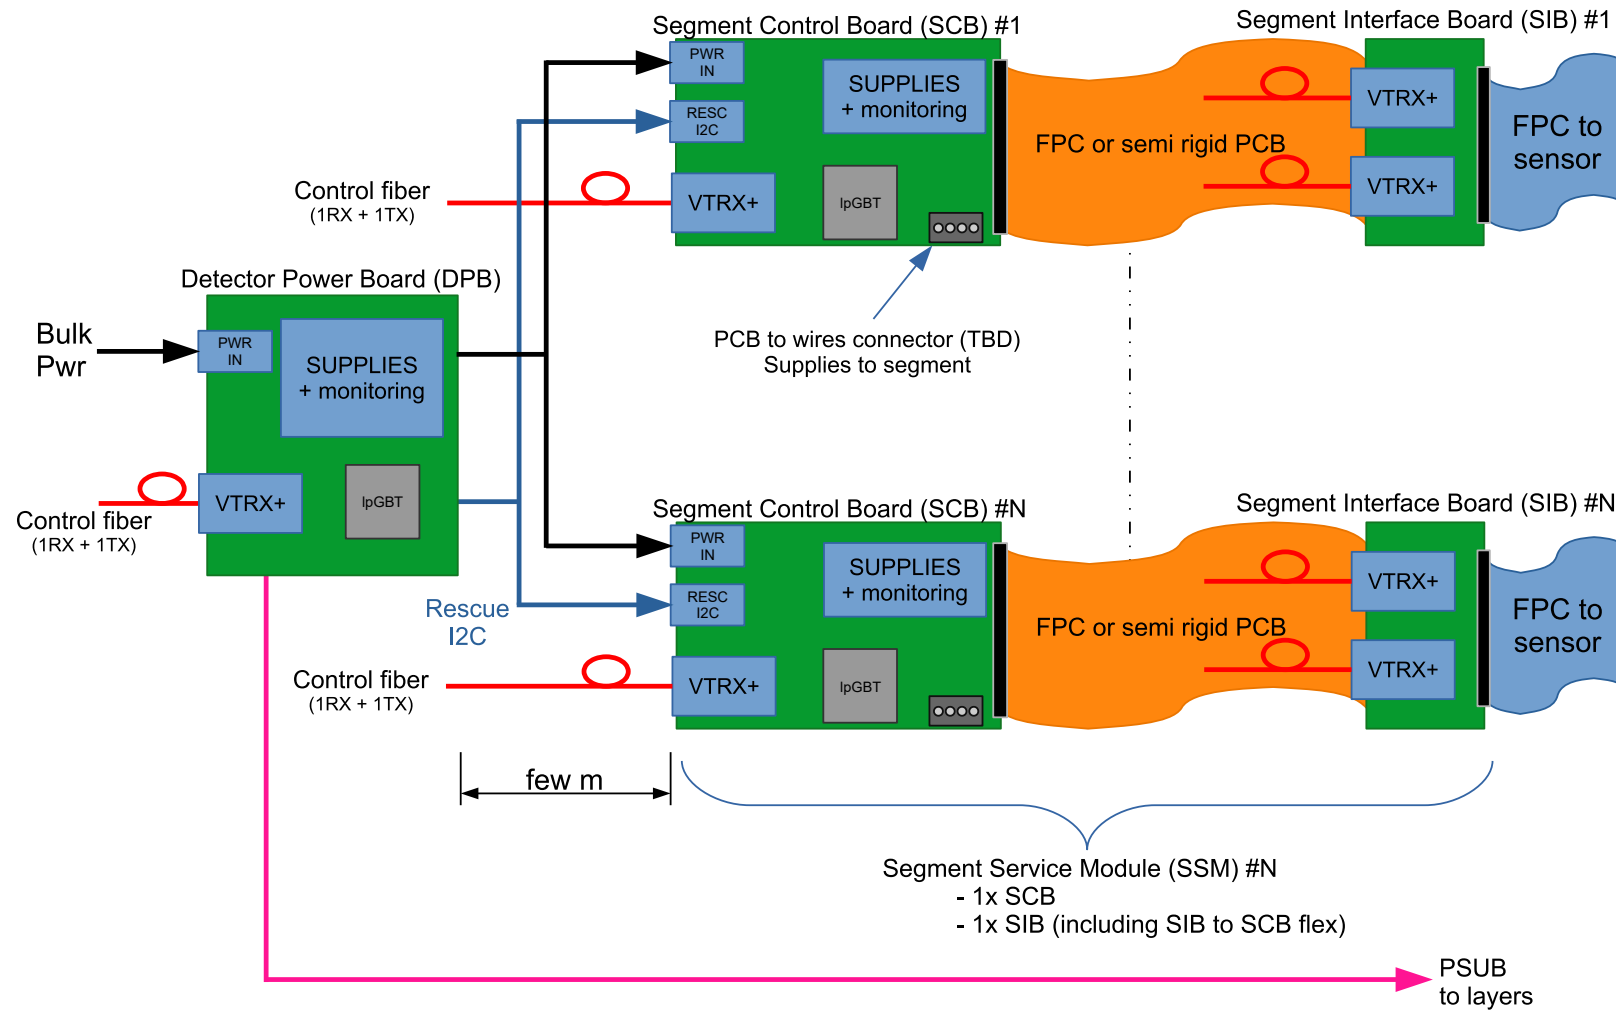 Segment Control Board (SCB) #1
Segment Interface Board (SIB) #1
PWR
IN
SUPPLIES
+ monitoring
RESC
I2C
VTRX+
lpGBT
Control fiber
(1RX + 1TX)
FPC or semi rigid PCB
VTRX+
VTRX+
FPC to
sensor
PCB to wires connector (TBD)
Supplies to segment
Detector Power Board (DPB)
Bulk
Pwr
PWR
IN
SUPPLIES
+ monitoring
VTRX+
lpGBT
Control fiber
(1RX + 1TX)
Rescue
I2C
Segment Control Board (SCB) #N
Segment Interface Board (SIB) #N
PWR
IN
SUPPLIES
+ monitoring
RESC
I2C
VTRX+
lpGBT
Control fiber
(1RX + 1TX)
FPC or semi rigid PCB
VTRX+
VTRX+
FPC to
sensor
few m
Segment Service Module (SSM) #N
- 1x SCB
- 1x SIB (including SIB to SCB flex)
PSUB
to layers